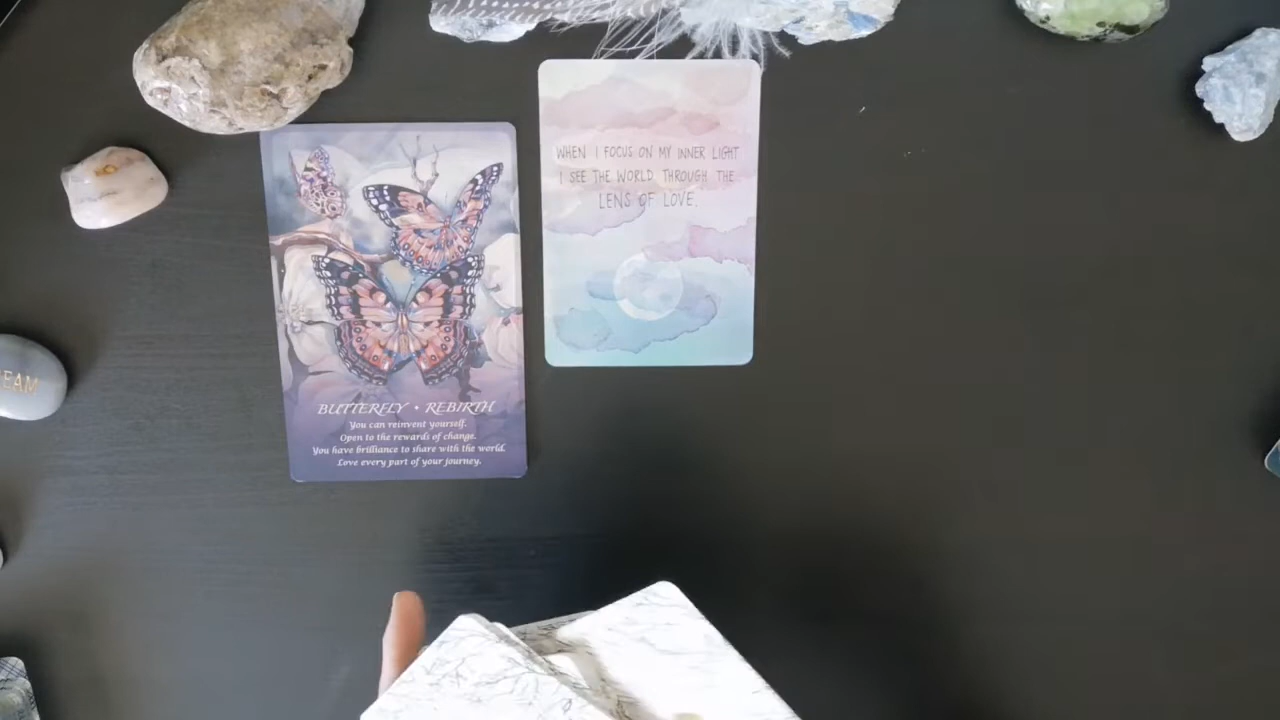 WHEN I FOCUS ON MY INNER LIGHT
I SEE THE WORLD THROUGH THE
LENS OF LOVE.
BUTTERFLY • REBIRTH
You can reinvent yourself.
Open to the rewards of change.
You have brilliance to share with the world.
Love every part of your journey.
EAM